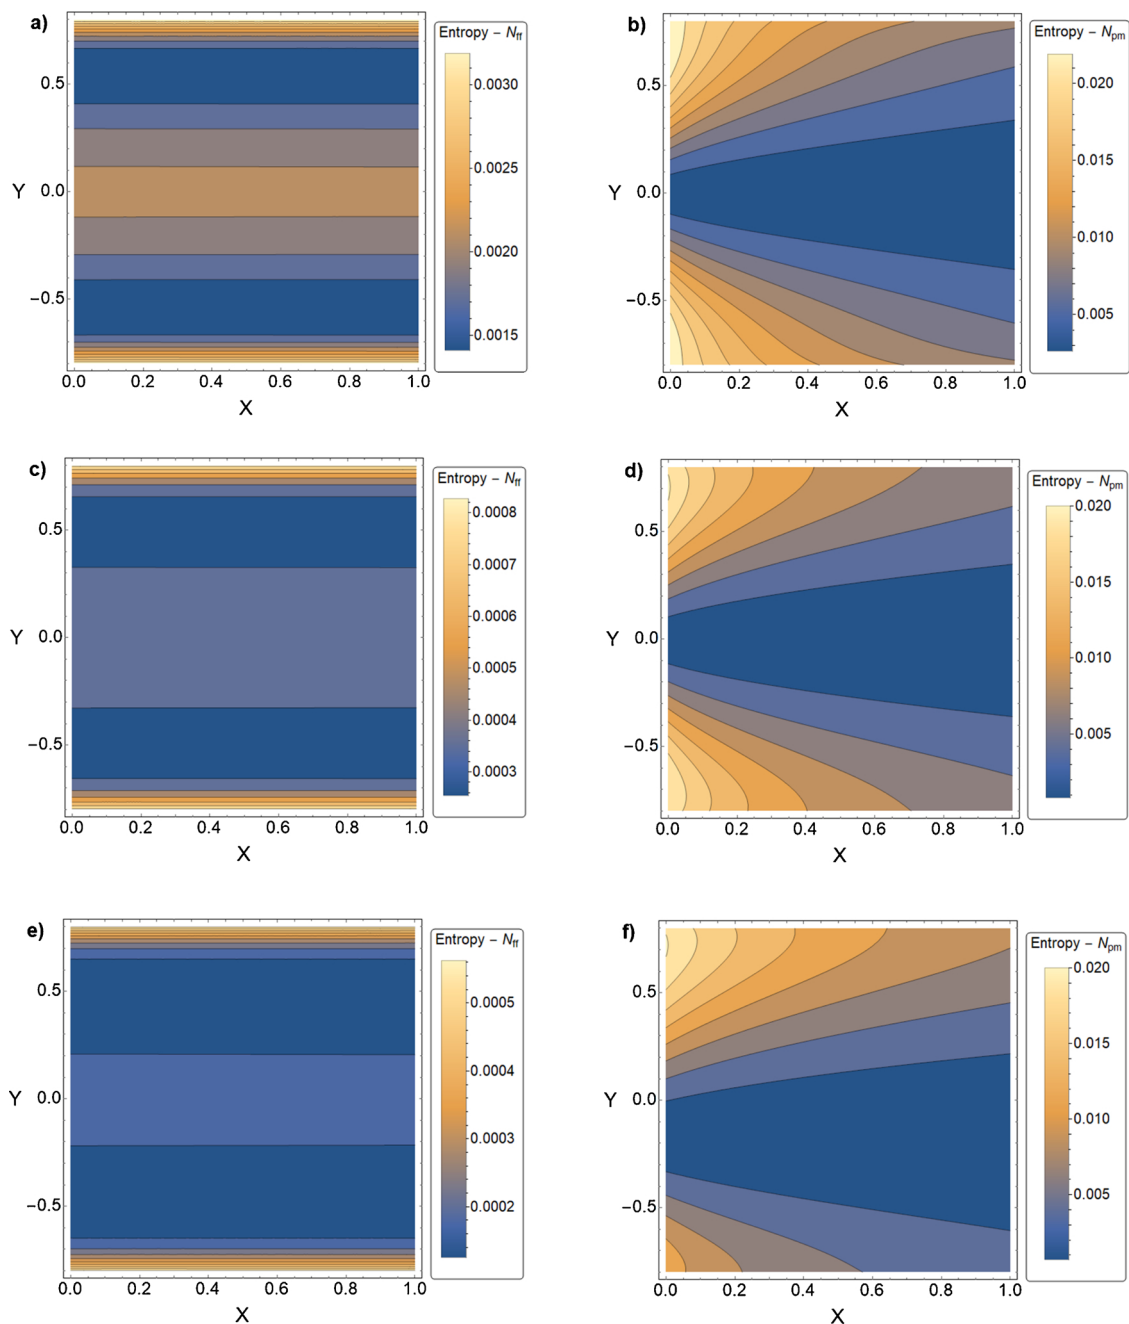 a)
Entropy – Nff
0.5
0.0
−0.5
Y
0.0 0.2 0.4 0.6 0.8 1.0
X
0.0030
0.0025
0.0020
0.0015
b)
Entropy – Npm
0.5
0.0
−0.5
Y
0.0 0.2 0.4 0.6 0.8 1.0
X
0.020
0.015
0.010
0.005
c)
Entropy – Nff
0.5
0.0
−0.5
Y
0.0 0.2 0.4 0.6 0.8 1.0
X
0.0008
0.0007
0.0006
0.0005
0.0004
0.0003
d)
Entropy – Npm
0.5
0.0
−0.5
Y
0.0 0.2 0.4 0.6 0.8 1.0
X
0.020
0.015
0.010
0.005
e)
Entropy – Nff
0.5
0.0
−0.5
Y
0.0 0.2 0.4 0.6 0.8 1.0
X
0.0005
0.0004
0.0003
0.0002
f)
Entropy – Npm
0.5
0.0
−0.5
Y
0.0 0.2 0.4 0.6 0.8 1.0
X
0.020
0.015
0.010
0.005